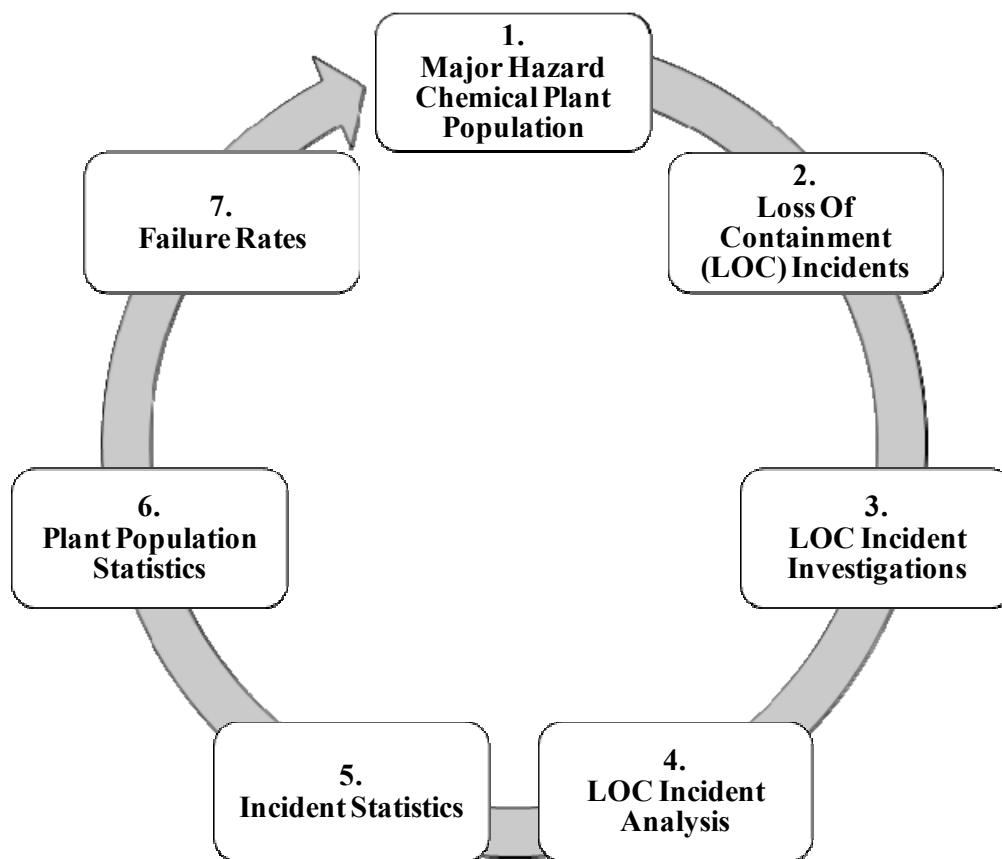 1.
Major Hazard
Chemical Plant
Population
2.
Loss Of
Containment
(LOC) Incidents
3.
LOC Incident
Investigations
4.
LOC Incident
Analysis
5.
Incident Statistics
6.
Plant Population
Statistics
7.
Failure Rates